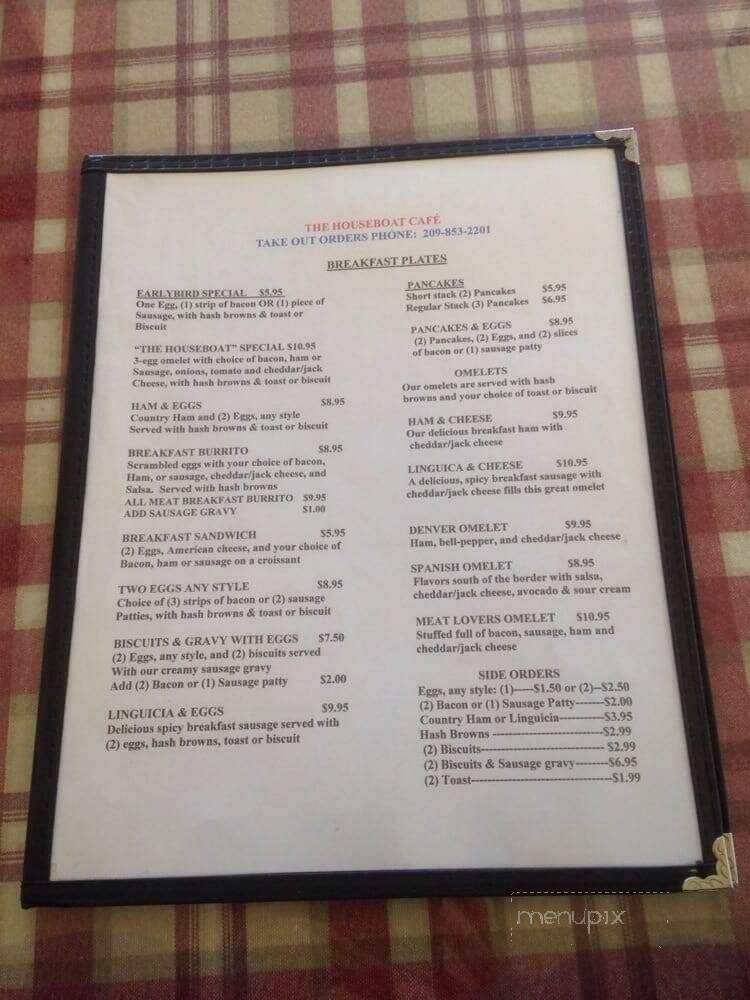 THE HOUSEBOAT CAFÉ
TAKE OUT ORDERS PHONE: 209-853-2201
BREAKFAST PLATES
EARLYBIRD SPECIAL $5.95
One Egg, (1) strip of bacon OR (1) piece of
Sausage, with hash browns & toast or
Biscuit
"THE HOUSEBOAT" SPECIAL $10.95
3-egg omelet with choice of bacon, ham or
Sausage, onions, tomato and cheddar/jack
Cheese, with hash browns & toast or biscuit
HAM & EGGS $8.95
Country Ham and (2) Eggs, any style
Served with hash browns & toast or biscuit
BREAKFAST BURRITO $8.95
Scrambled eggs with your choice of bacon,
Ham, or sausage, cheddar/jack cheese, and
Salsa. Served with hash browns
ALL MEAT BREAKFAST BURRITO $9.95
ADD SAUSAGE GRAVY $1.00
BREAKFAST SANDWICH $5.95
(2) Eggs, American cheese, and your choice of
Bacon, ham or sausage on a croissant
TWO EGGS ANY STYLE $8.95
Choice of (3) strips of bacon or (2) sausage
Patties, with hash browns & toast or biscuit
BISCUITS & GRAVY WITH EGGS $7.50
(2) Eggs, any style, and (2) biscuits served
With our creamy sausage gravy
Add (2) Bacon or (1) Sausage patty $2.00
LINGUICIA & EGGS $9.95
Delicious spicy breakfast sausage served with
(2) eggs, hash browns, toast or biscuit
PANCAKES
Short stack (2) Pancakes $5.95
Regular Stack (3) Pancakes $6.95
PANCAKES & EGGS $8.95
(2) Pancakes, (2) Eggs, and (2) slices
of bacon or (1) sausage patty
OMELETS
Our omelets are served with hash
browns and your choice of toast or biscuit
HAM & CHEESE $9.95
Our delicious breakfast ham with
cheddar/jack cheese
LINGUICA & CHEESE $10.95
A delicious, spicy breakfast sausage with
cheddar/jack cheese fills this great omelet
DENVER OMELET $9.95
Ham, bell-pepper, and cheddar/jack cheese
SPANISH OMELET $8.95
Flavors south of the border with salsa,
cheddar/jack cheese, avocado & sour cream
MEAT LOVERS OMELET $10.95
Stuffed full of bacon, sausage, ham and
cheddar/jack cheese
SIDE ORDERS
Eggs, any style: (1)-----$1.50 or (2)--$2.50
(2) Bacon or (1) Sausage Patty-------$2.00
Country Ham or Linguicia-----------$3.95
Hash Browns ---------------------------$2.99
(2) Biscuits------------------------------ $2.99
(2) Biscuits & Sausage gravy--------$6.95
(2) Toast----------------------------------$1.99
menupix